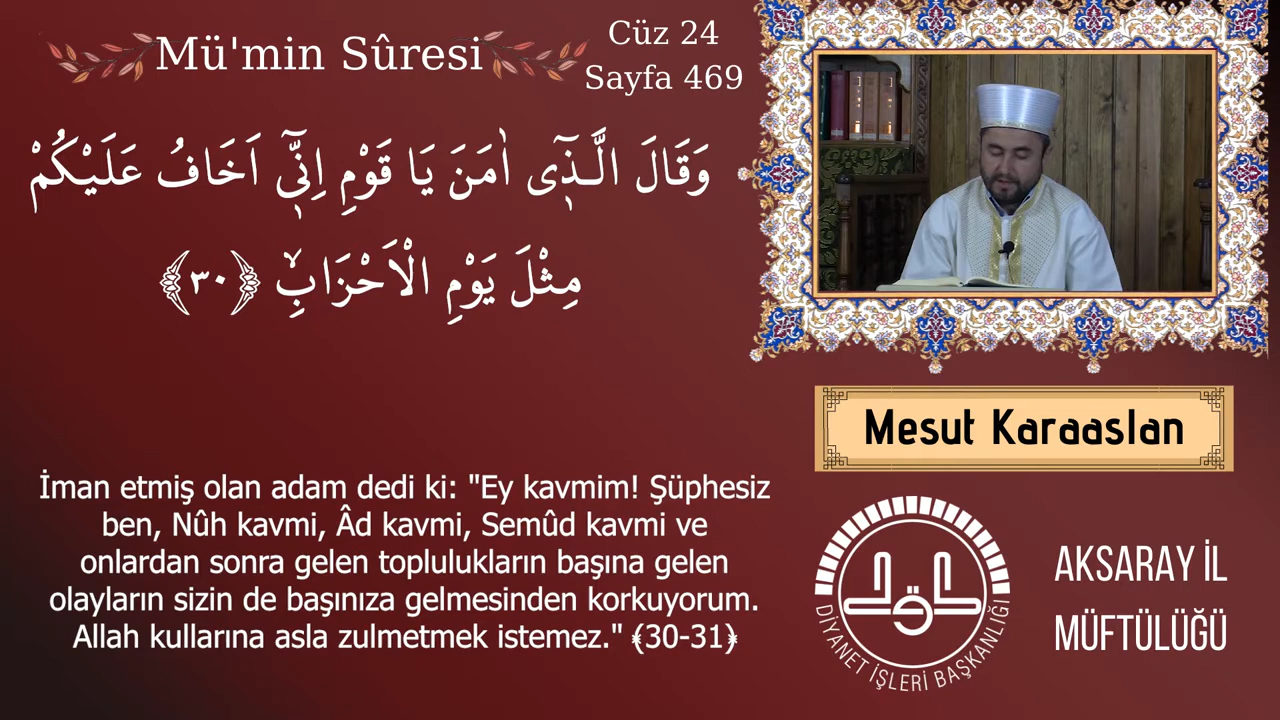 Mü'min Sûresi
Cüz 24
Sayfa 469
وَقَالَ الَّذٖٓى اٰمَنَ يَا قَوْمِ اِنّٖٓى اَخَافُ عَلَيْكُمْ
مِثْلَ يَوْمِ الْاَحْزَابِۙ ﴿٣٠﴾
Mesut Karaaslan
İman etmiş olan adam dedi ki: "Ey kavmim! Şüphesiz
ben, Nûh kavmi, Âd kavmi, Semûd kavmi ve
onlardan sonra gelen toplulukların başına gelen
olayların sizin de başınıza gelmesinden korkuyorum.
Allah kullarına asla zulmetmek istemez." ﴾30-31﴿
DİYANET İŞLERİ BAŞKANLIĞI
AKSARAY İL
MÜFTÜLÜĞÜ